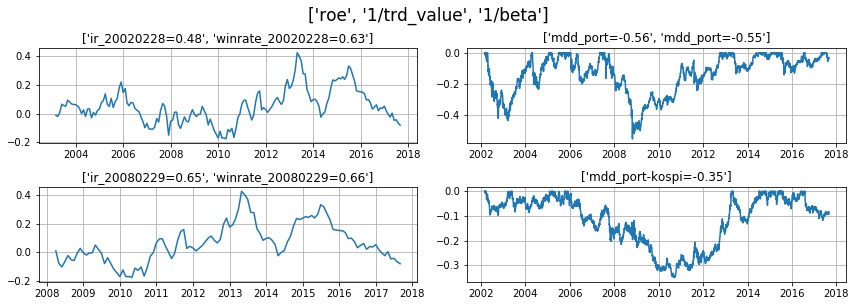 ['roe', '1/trd_value', '1/beta']
['ir_20020228=0.48', 'winrate_20020228=0.63']
0.4
0.2
0.0
−0.2
2004 2006 2008 2010 2012 2014 2016 2018
['mdd_port=-0.56', 'mdd_port=-0.55']
0.0
−0.2
−0.4
2002 2004 2006 2008 2010 2012 2014 2016 2018
['ir_20080229=0.65', 'winrate_20080229=0.66']
0.4
0.2
0.0
−0.2
2008 2009 2010 2011 2012 2013 2014 2015 2016 2017 2018
['mdd_port-kospi=-0.35']
0.0
−0.1
−0.2
−0.3
2002 2004 2006 2008 2010 2012 2014 2016 2018